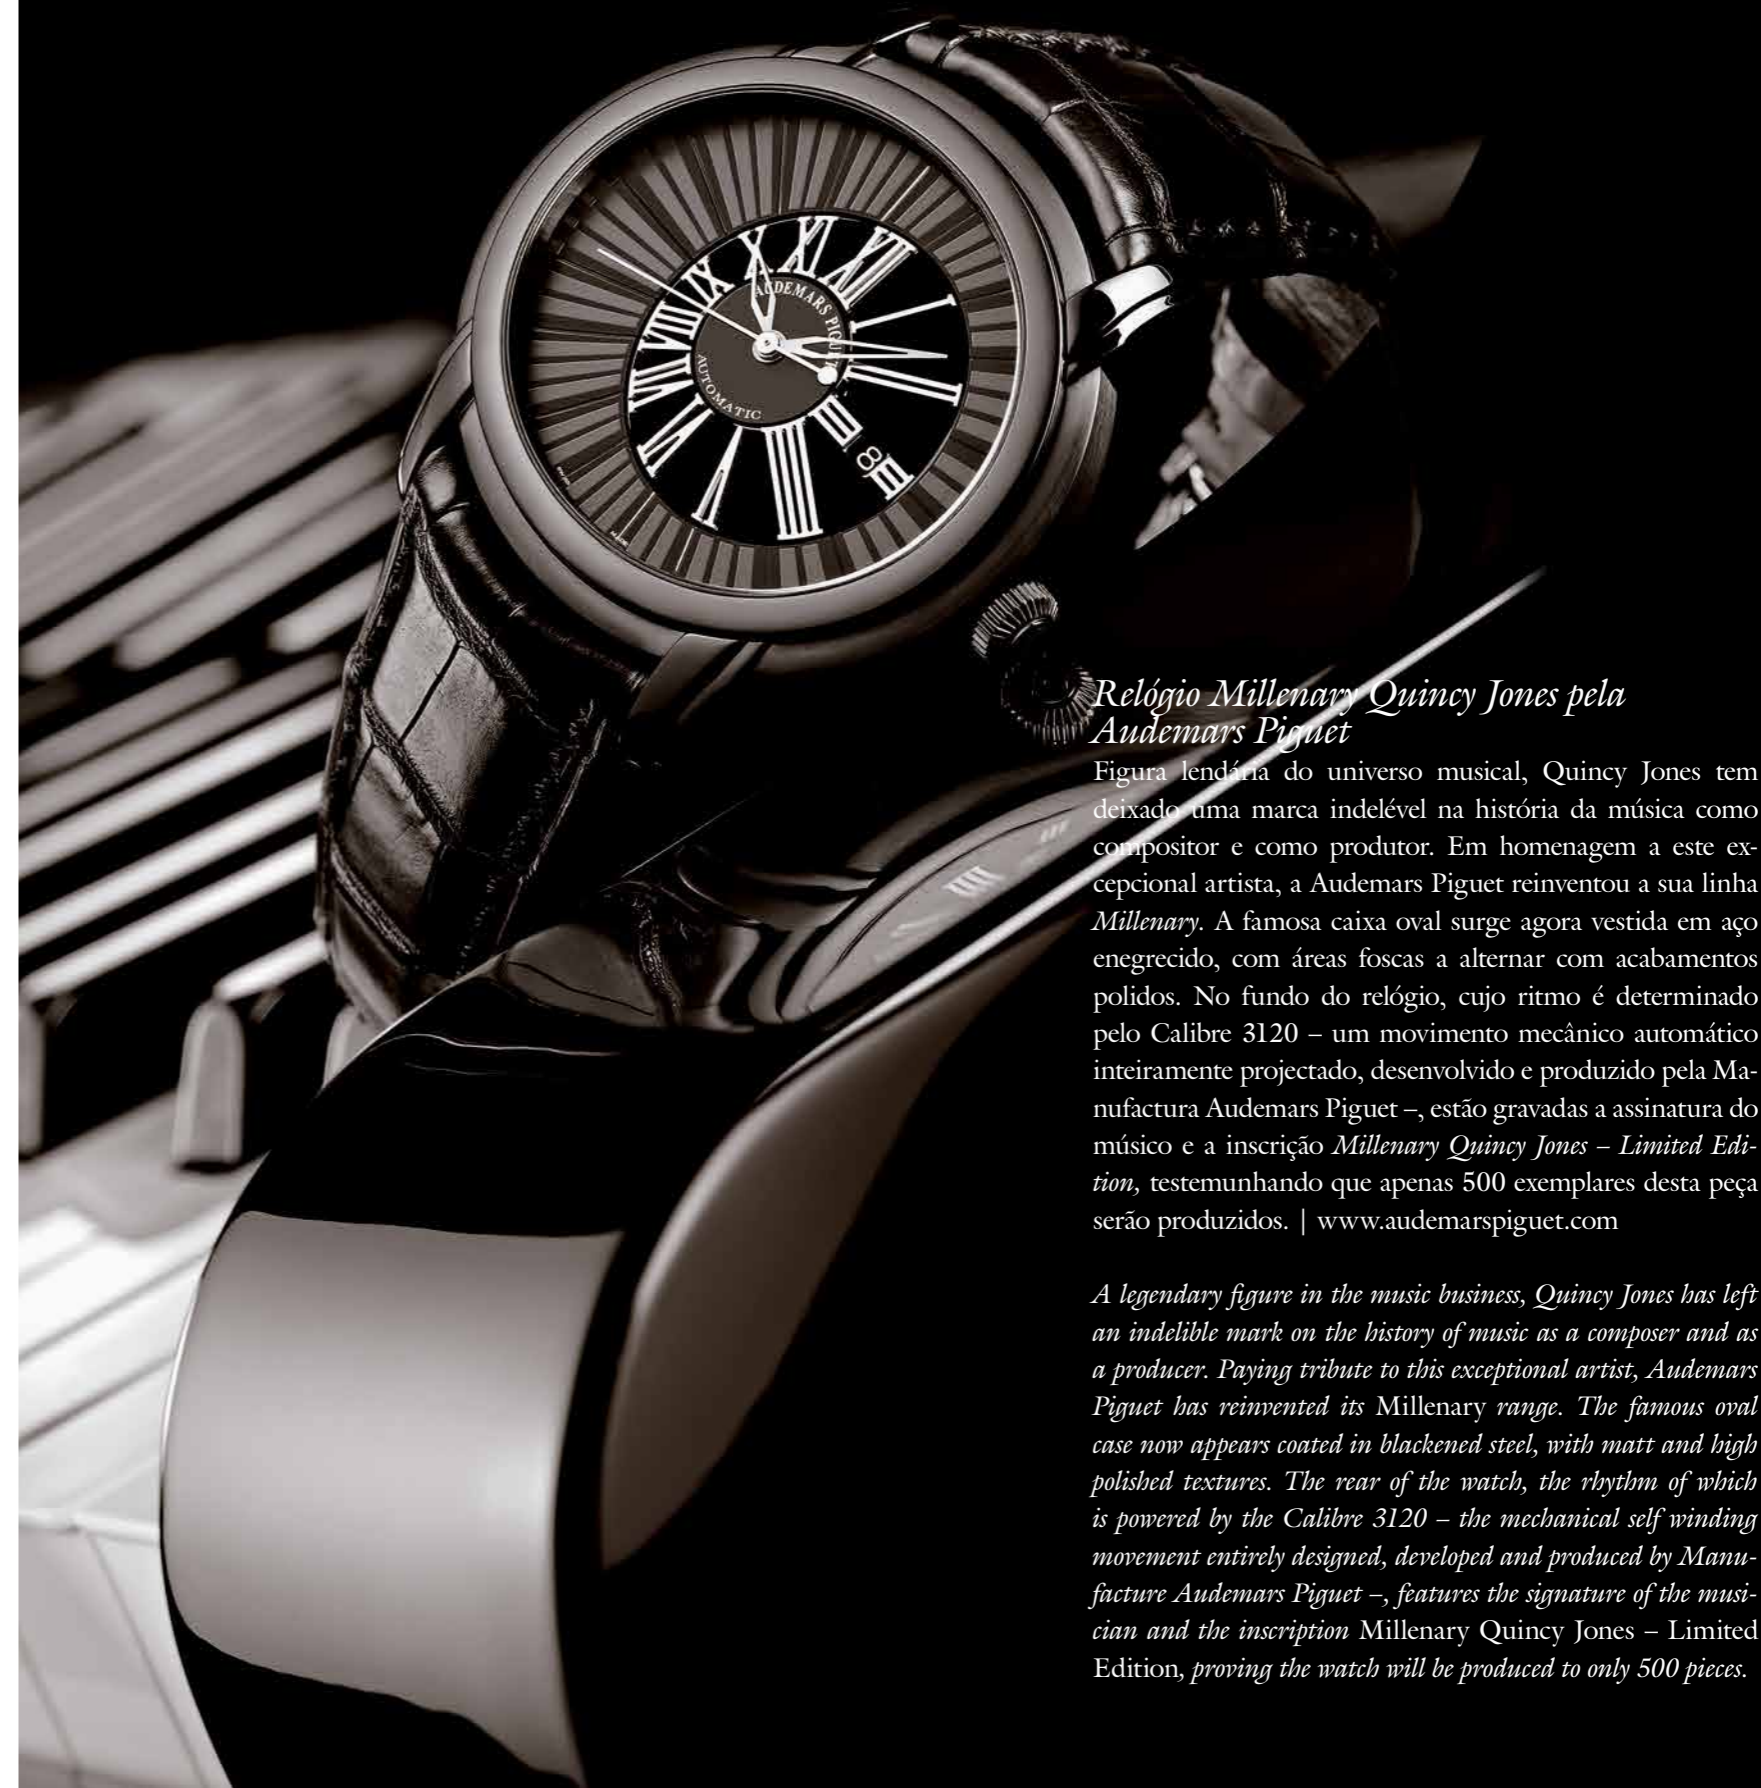 X XI XII
IX
AUDEMARS PIGUET
VIII
I
VII
II
AUTOMATIC
VI
III
8
V
IIII
Relógio Millenary Quincy Jones pela
Audemars Piguet
Figura lendária do universo musical, Quincy Jones tem
deixado uma marca indelével na história da música como
compositor e como produtor. Em homenagem a este ex-
cepcional artista, a Audemars Piguet reinventou a sua linha
Millenary. A famosa caixa oval surge agora vestida em aço
enegrecido, com áreas foscas a alternar com acabamentos
polidos. No fundo do relógio, cujo ritmo é determinado
pelo Calibre 3120 – um movimento mecânico automático
inteiramente projectado, desenvolvido e produzido pela Ma-
nufactura Audemars Piguet –, estão gravadas a assinatura do
músico e a inscrição Millenary Quincy Jones – Limited Edi-
tion, testemunhando que apenas 500 exemplares desta peça
serão produzidos. | www.audemarspiguet.com
A legendary figure in the music business, Quincy Jones has left
an indelible mark on the history of music as a composer and as
a producer. Paying tribute to this exceptional artist, Audemars
Piguet has reinvented its Millenary range. The famous oval
case now appears coated in blackened steel, with matt and high
polished textures. The rear of the watch, the rhythm of which
is powered by the Calibre 3120 – the mechanical self winding
movement entirely designed, developed and produced by Manu-
facture Audemars Piguet –, features the signature of the musi-
cian and the inscription Millenary Quincy Jones – Limited
Edition, proving the watch will be produced to only 500 pieces.